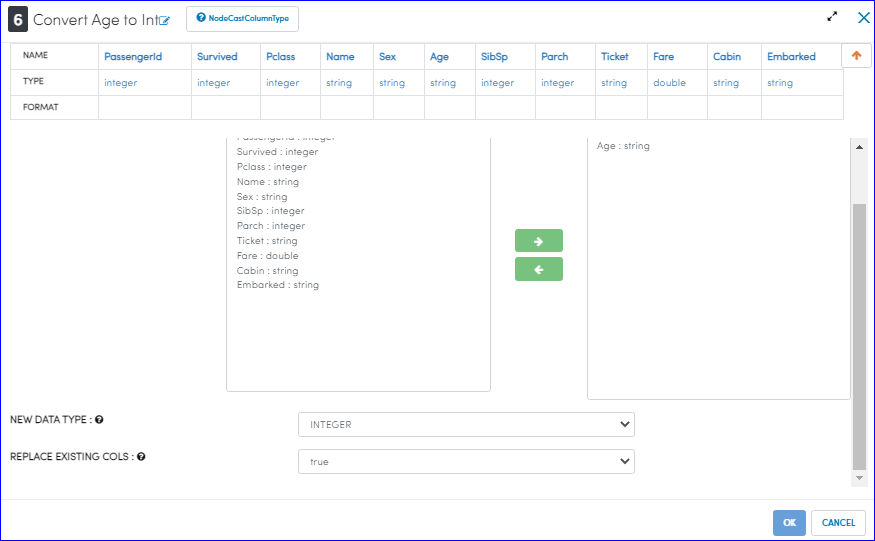 6 Convert Age to Int NodeCastColumnType
NAME PassengerId Survived Pclass Name Sex Age SibSp Parch Ticket Fare Cabin Embarked
TYPE integer integer integer string string string integer integer string double string string
FORMAT
PassengerId : integer
Survived : integer
Pclass : integer
Name : string
Sex : string
SibSp : integer
Parch : integer
Ticket : string
Fare : double
Cabin : string
Embarked : string
Age : string
NEW DATA TYPE : INTEGER
REPLACE EXISTING COLS : true
OK CANCEL